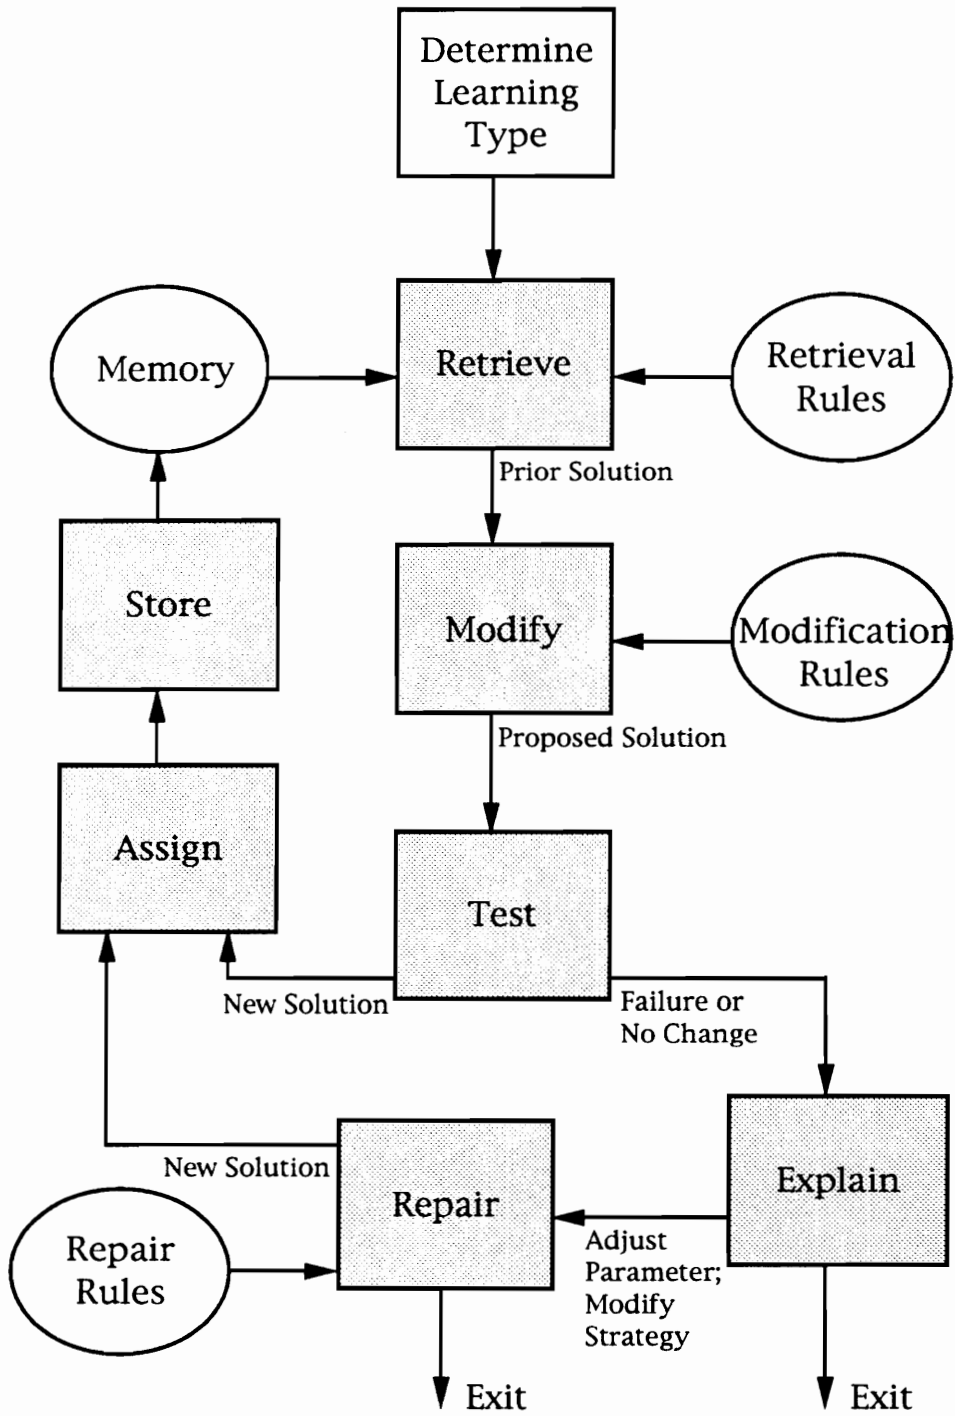 Determine
Learning
Type
Memory
Retrieve
Retrieval
Rules
Prior Solution
Store
Modify
Modification
Rules
Proposed Solution
Assign
Test
New Solution
Failure or
No Change
New Solution
Repair
Explain
Repair
Rules
Adjust
Parameter;
Modify
Strategy
Exit
Exit